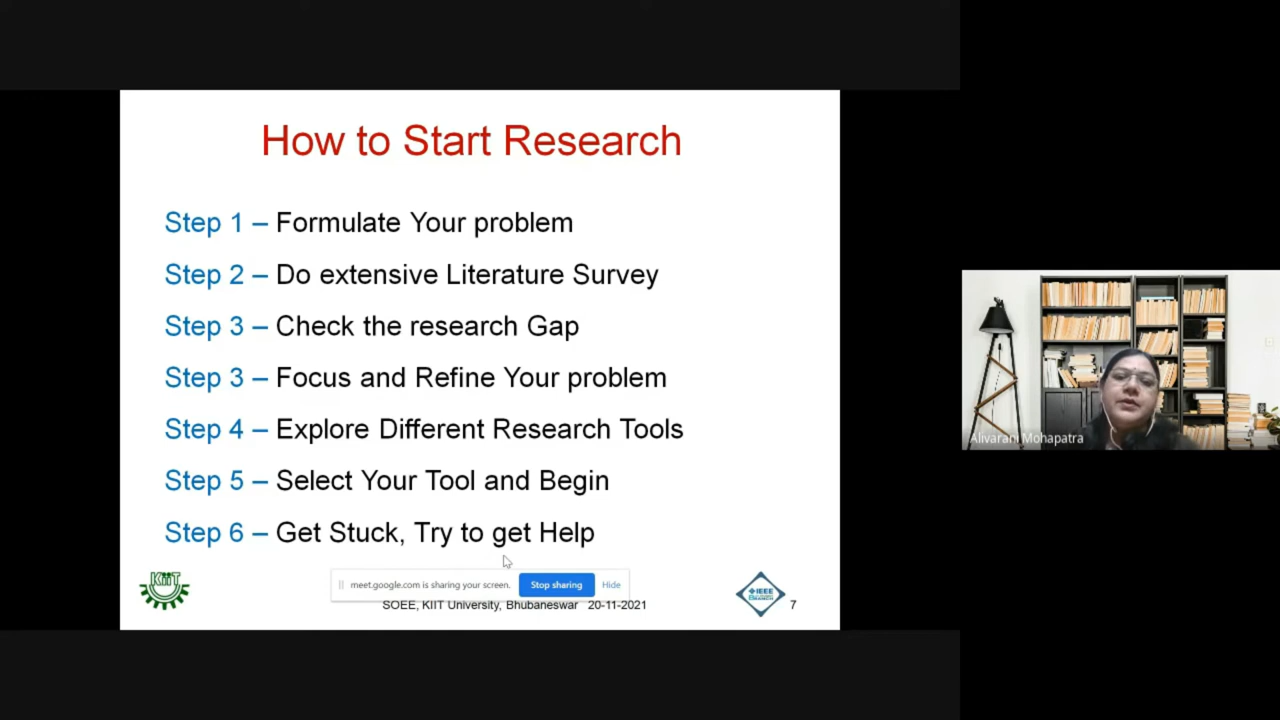 How to Start Research
Step 1 – Formulate Your problem
Step 2 – Do extensive Literature Survey
Step 3 – Check the research Gap
Step 3 – Focus and Refine Your problem
Step 4 – Explore Different Research Tools
Step 5 – Select Your Tool and Begin
Step 6 – Get Stuck, Try to get Help
meet.google.com is sharing your screen. Stop sharing Hide
KIIT
SOEE, KIIT University, Bhubaneswar 20-11-2021
IEEE
7
Alivarani Mohapatra